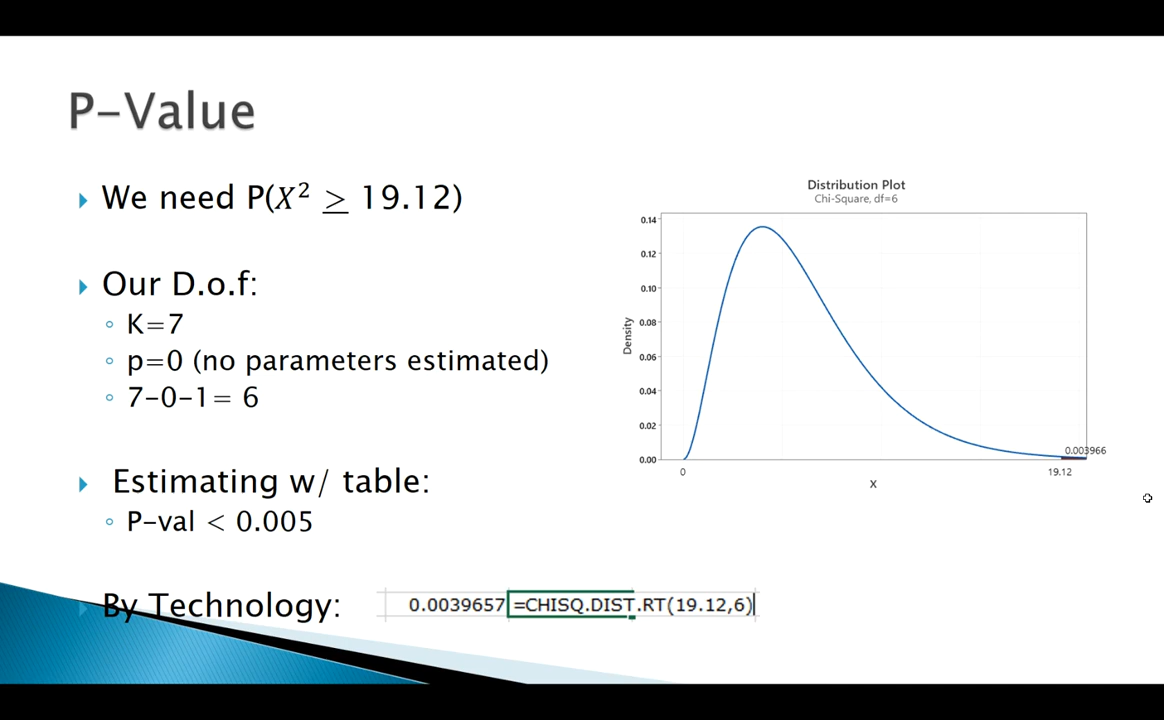 P-Value
We need P(X² ≥ 19.12)
Our D.o.f:
K=7
p=0 (no parameters estimated)
7-0-1= 6
Estimating w/ table:
P-val < 0.005
By Technology:
0.0039657 =CHISQ.DIST.RT(19.12,6)
Distribution Plot
Chi-Square, df=6
0.14
0.12
0.10
0.08
0.06
0.04
0.02
0.00
Density
0.003966
0 19.12
X